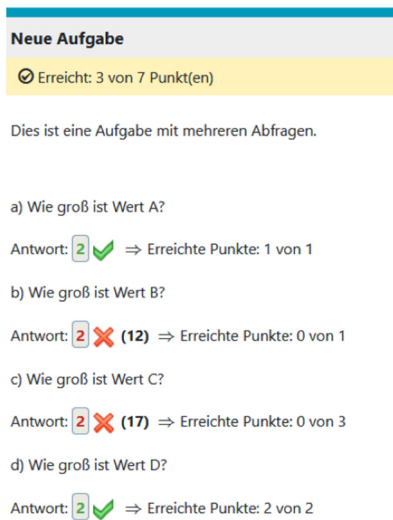 Neue Aufgabe
Erreicht: 3 von 7 Punkt(en)
Dies ist eine Aufgabe mit mehreren Abfragen.
a) Wie groß ist Wert A?
Antwort: 2 ⇒ Erreichte Punkte: 1 von 1
b) Wie groß ist Wert B?
Antwort: 2 (12) ⇒ Erreichte Punkte: 0 von 1
c) Wie groß ist Wert C?
Antwort: 2 (17) ⇒ Erreichte Punkte: 0 von 3
d) Wie groß ist Wert D?
Antwort: 2 ⇒ Erreichte Punkte: 2 von 2